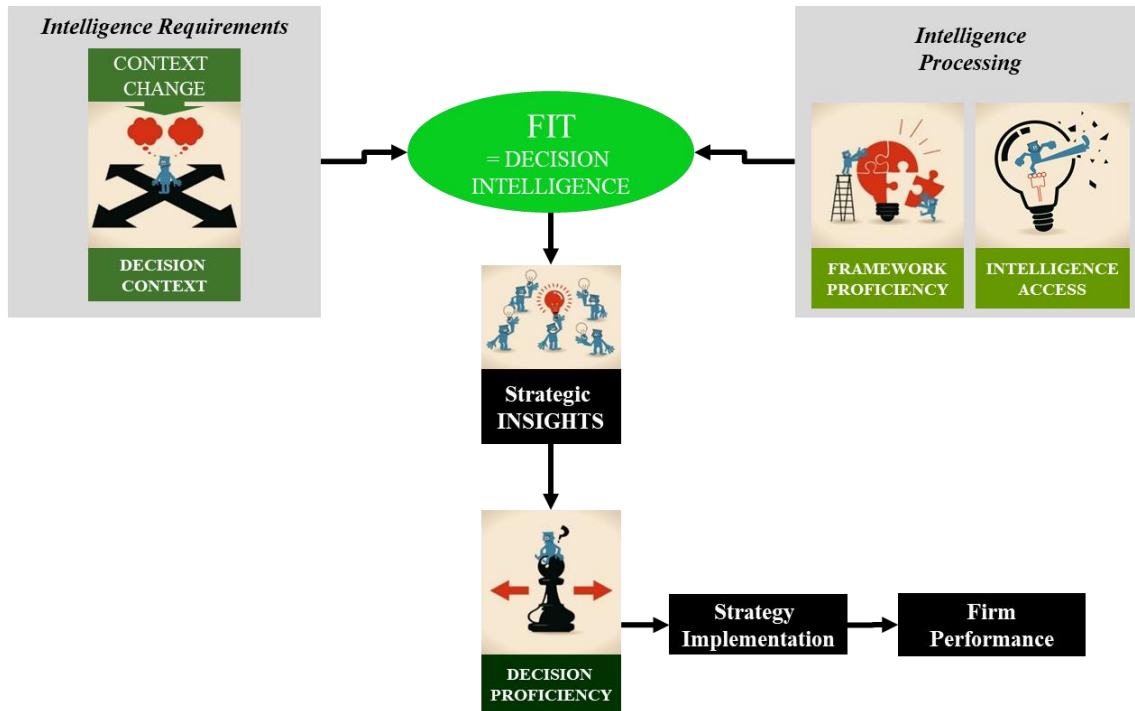 Intelligence Requirements
CONTEXT
CHANGE
DECISION
CONTEXT
FIT
= DECISION
INTELLIGENCE
Intelligence
Processing
FRAMEWORK
PROFICIENCY
INTELLIGENCE
ACCESS
Strategic
INSIGHTS
?
DECISION
PROFICIENCY
Strategy
Implementation
Firm
Performance